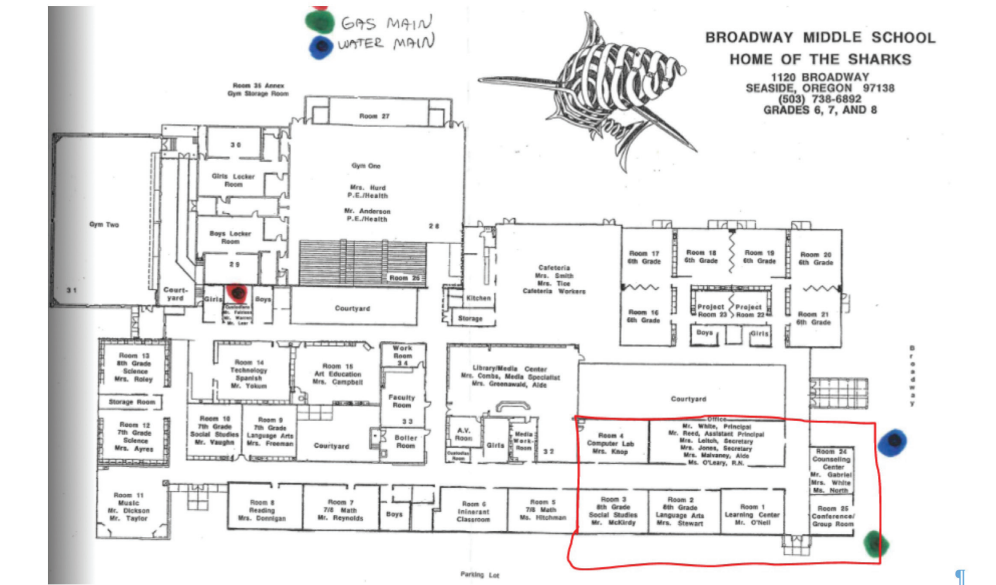 GAS MAIN
WATER MAIN
BROADWAY MIDDLE SCHOOL
HOME OF THE SHARKS
1120 BROADWAY
SEASIDE, OREGON 97138
(503) 738-6892
GRADES 6, 7, AND 8
Room 35 Annex
Gym Storage Room
Room 27
30
Girls Locker
Room
Gym One
Mrs. Hurd
P.E./Health
Mr. Anderson
P.E./Health
28
Gym Two
31
Boys Locker
Room
29
Room 26
Court-
yard
Girls
Boys
Courtyard
Kitchen
Storage
Cafeteria
Mrs. Smith
Mrs. Tice
Cafeteria Workers
Room 17
6th Grade
Room 18
6th Grade
Room 19
6th Grade
Room 20
6th Grade
Room 16
6th Grade
Project
Room 23
Project
Room 22
Room 21
6th Grade
Boys
Girls
Broadway
Room 13
8th Grade
Science
Mrs. Roley
Storage Room
Room 12
7th Grade
Science
Mrs. Ayres
Room 14
Technology
Spanish
Mr. Yokum
Room 15
Art Education
Mrs. Campbell
Work
Room
34
Faculty
Room
33
Boiler
Room
Room 10
7th Grade
Social Studies
Mr. Vaughn
Room 9
7th Grade
Language Arts
Mrs. Freeman
Courtyard
Library/Media Center
Mrs. Combs, Media Specialist
Mrs. Greenawald, Aide
A.V.
Room
Custodian
Room
Girls
Media
Work-
Room
32
Courtyard
Room 4
Computer Lab
Mrs. Knop
Office
Mr. White, Principal
Mr. Reed, Assistant Principal
Mrs. Leitch, Secretary
Mrs. Jones, Secretary
Mrs. Malvaney, Aide
Ms. O'Leary, R.N.
Room 24
Counseling
Center
Mr. Gabriel
Mrs. White
Ms. North
Room 25
Conference/
Group Room
Room 11
Music
Mr. Dickson
Mr. Taylor
Room 8
Reading
Mrs. Donnigan
Room 7
7/8 Math
Mr. Reynolds
Boys
Room 6
Itinerant
Classroom
Room 5
7/8 Math
Ms. Hitchman
Room 3
8th Grade
Social Studies
Mr. McKirdy
Room 2
8th Grade
Language Arts
Mrs. Stewart
Room 1
Learning Center
Mr. O'Neil
Parking Lot
¶